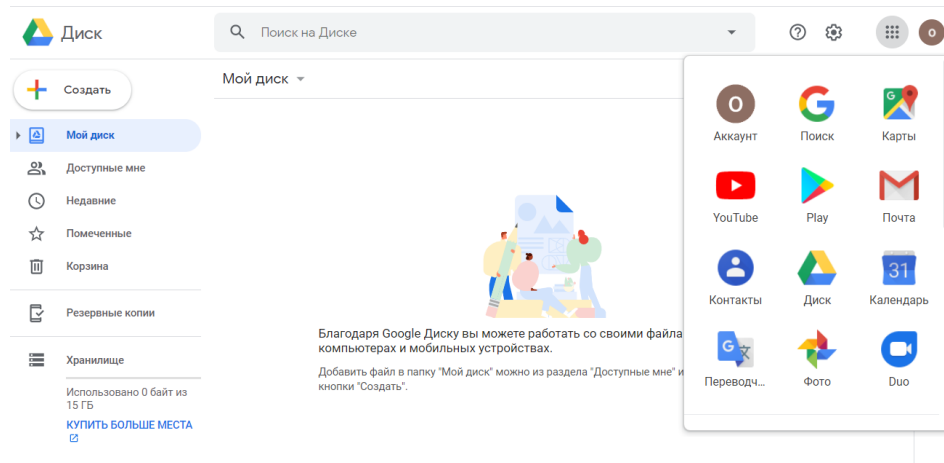 Диск
Поиск на Диске
О
Создать
Мой диск
Мой диск
Доступные мне
Недавние
Помеченные
Корзина
Резервные копии
Хранилище
Использовано 0 байт из
15 ГБ
КУПИТЬ БОЛЬШЕ МЕСТА
Благодаря Google Диску вы можете работать со своими файла
компьютерах и мобильных устройствах.
Добавить файл в папку "Мой диск" можно из раздела "Доступные мне" и
кнопки "Создать".
О
G
Аккаунт Поиск Карты
YouTube Play Почта
31
Контакты Диск Календарь
G 文
Переводч... Фото Duo